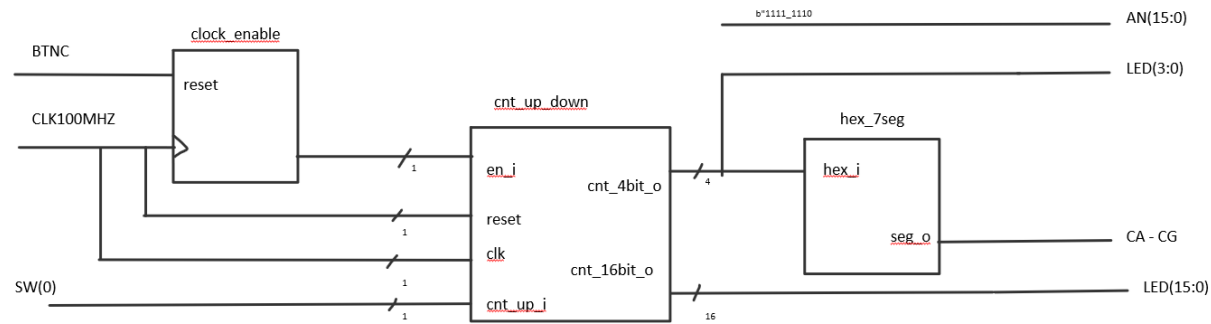 b"1111_1110
AN(15:0)
clock_enable
BTNC
LED(3:0)
reset
cnt_up_down
CLK100MHZ
hex_7seg
1
en_i
hex_i
cnt_4bit_o
4
reset
1
seg_o
CA - CG
clk
cnt_16bit_o
1
SW(0)
LED(15:0)
cnt_up_i
1
16